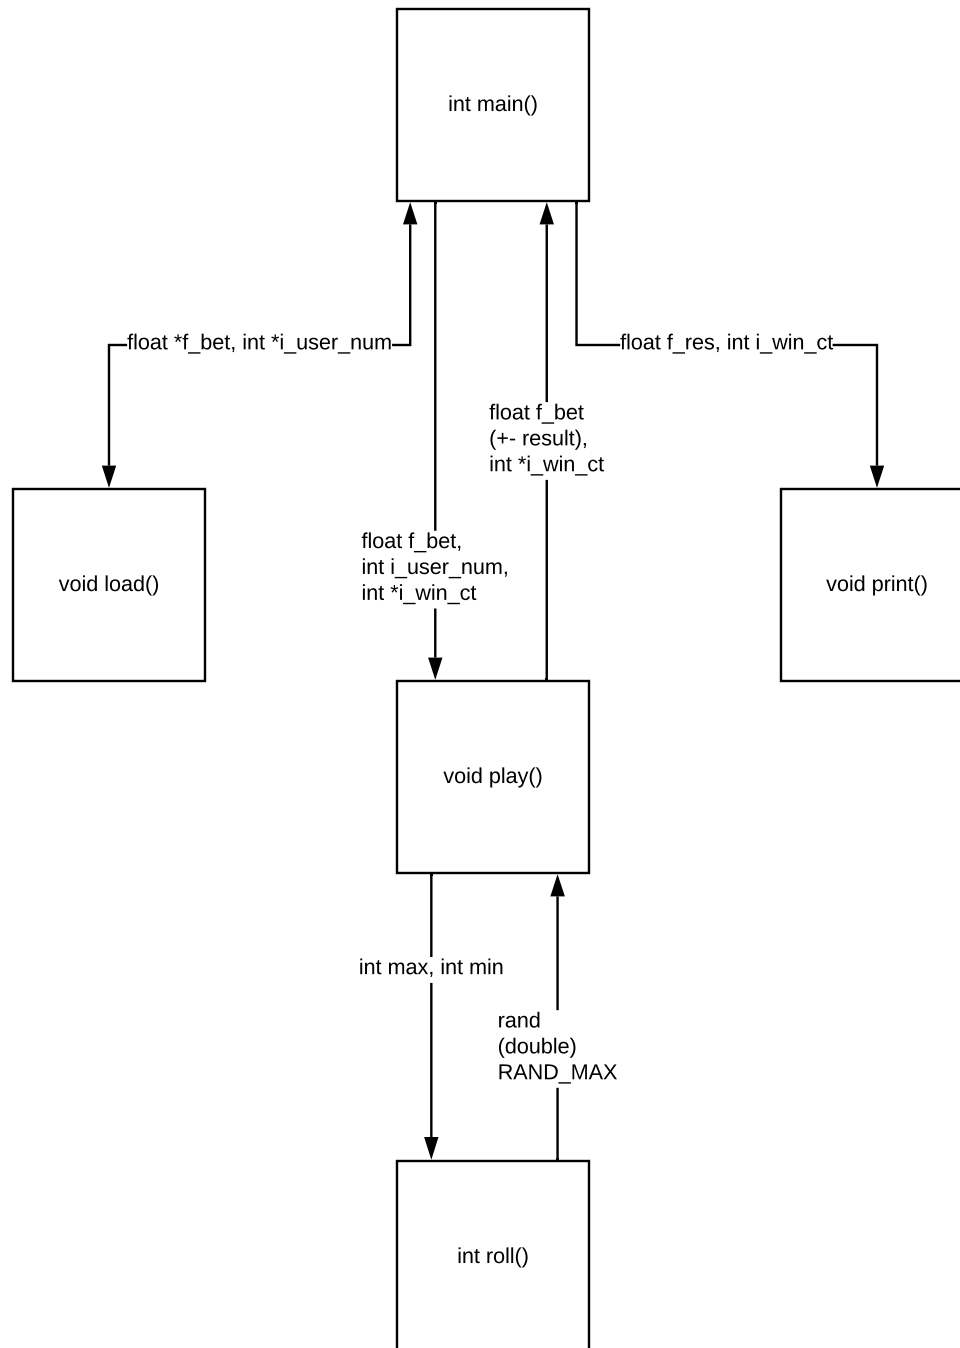 int main()
float *f_bet, int *i_user_num
float f_res, int i_win_ct
float f_bet
(+- result),
int *i_win_ct
float f_bet,
int i_user_num,
int *i_win_ct
void load()
void print()
void play()
int max, int min
rand
(double)
RAND_MAX
int roll()